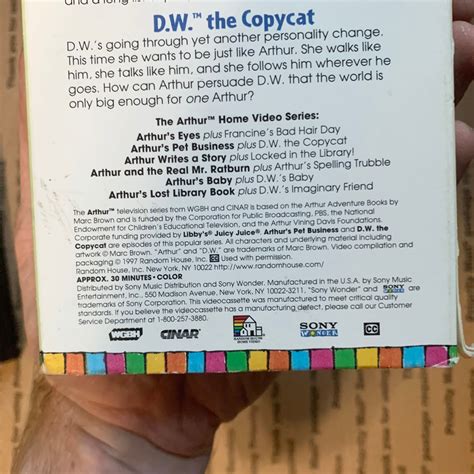 D.W.™ the Copycat
D.W.'s going through yet another personality change.
This time she wants to be just like Arthur. She walks like
him, she talks like him, and she follows him wherever he
goes. How can Arthur persuade D.W. that the world is
only big enough for one Arthur?
The Arthur™ Home Video Series:
Arthur's Eyes plus Francine's Bad Hair Day
Arthur's Pet Business plus D.W. the Copycat
Arthur Writes a Story plus Locked in the Library!
Arthur and the Real Mr. Ratburn plus Arthur's Spelling Trubble
Arthur's Baby plus D.W.'s Baby
Arthur's Lost Library Book plus D.W.'s Imaginary Friend
The Arthur™ television series from WGBH and CINAR is based on the Arthur Adventure Books by
Marc Brown and is funded by the Corporation for Public Broadcasting, PBS, the National
Endowment for Children's Educational Television, and the Arthur Vining Davis Foundations.
Corporate funding provided by Libby's® Juicy Juice®. Arthur's Pet Business and D.W. the
Copycat are episodes of this popular series. All characters and underlying material including
artwork © Marc Brown. "Arthur" and "D.W." are trademarks of Marc Brown. Video compilation and
packaging © 1997 Random House, Inc. CC Used with permission.
Random House, Inc. New York, NY 10022 http://www.randomhouse.com/
APPROX. 30 MINUTES • COLOR
Distributed by Sony Music Distribution and Sony Wonder. Manufactured in the U.S.A. by Sony Music
Entertainment, Inc., 550 Madison Avenue, New York, NY 10022-3211. "Sony Wonder" and SONY WONDER are
trademarks of Sony Corporation. This videocassette was manufactured to meet critical quality
standards. If you believe the videocassette has a manufacturing defect, please call our Customer
Service Department at 1-800-257-3880.
WGBH CINAR RANDOM HOUSE HOME VIDEO SONY WONDER CC